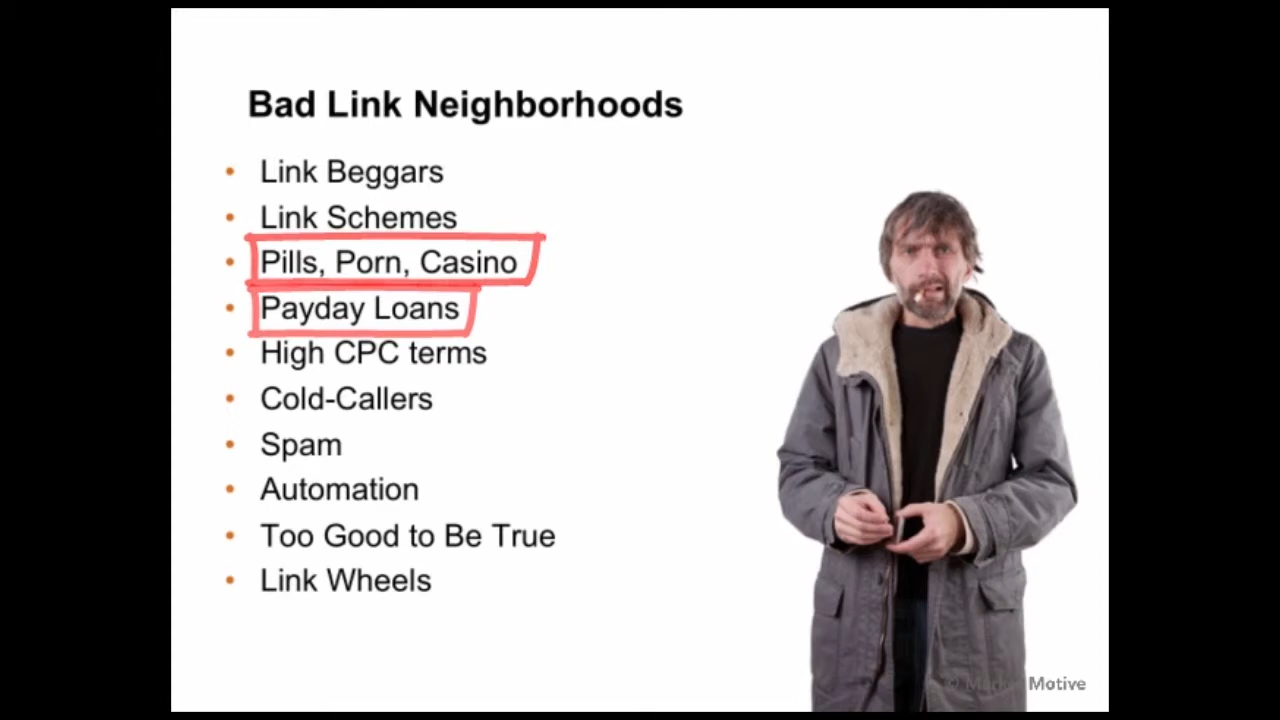 Bad Link Neighborhoods
• Link Beggars
• Link Schemes
• Pills, Porn, Casino
• Payday Loans
• High CPC terms
• Cold-Callers
• Spam
• Automation
• Too Good to Be True
• Link Wheels
© Market Motive